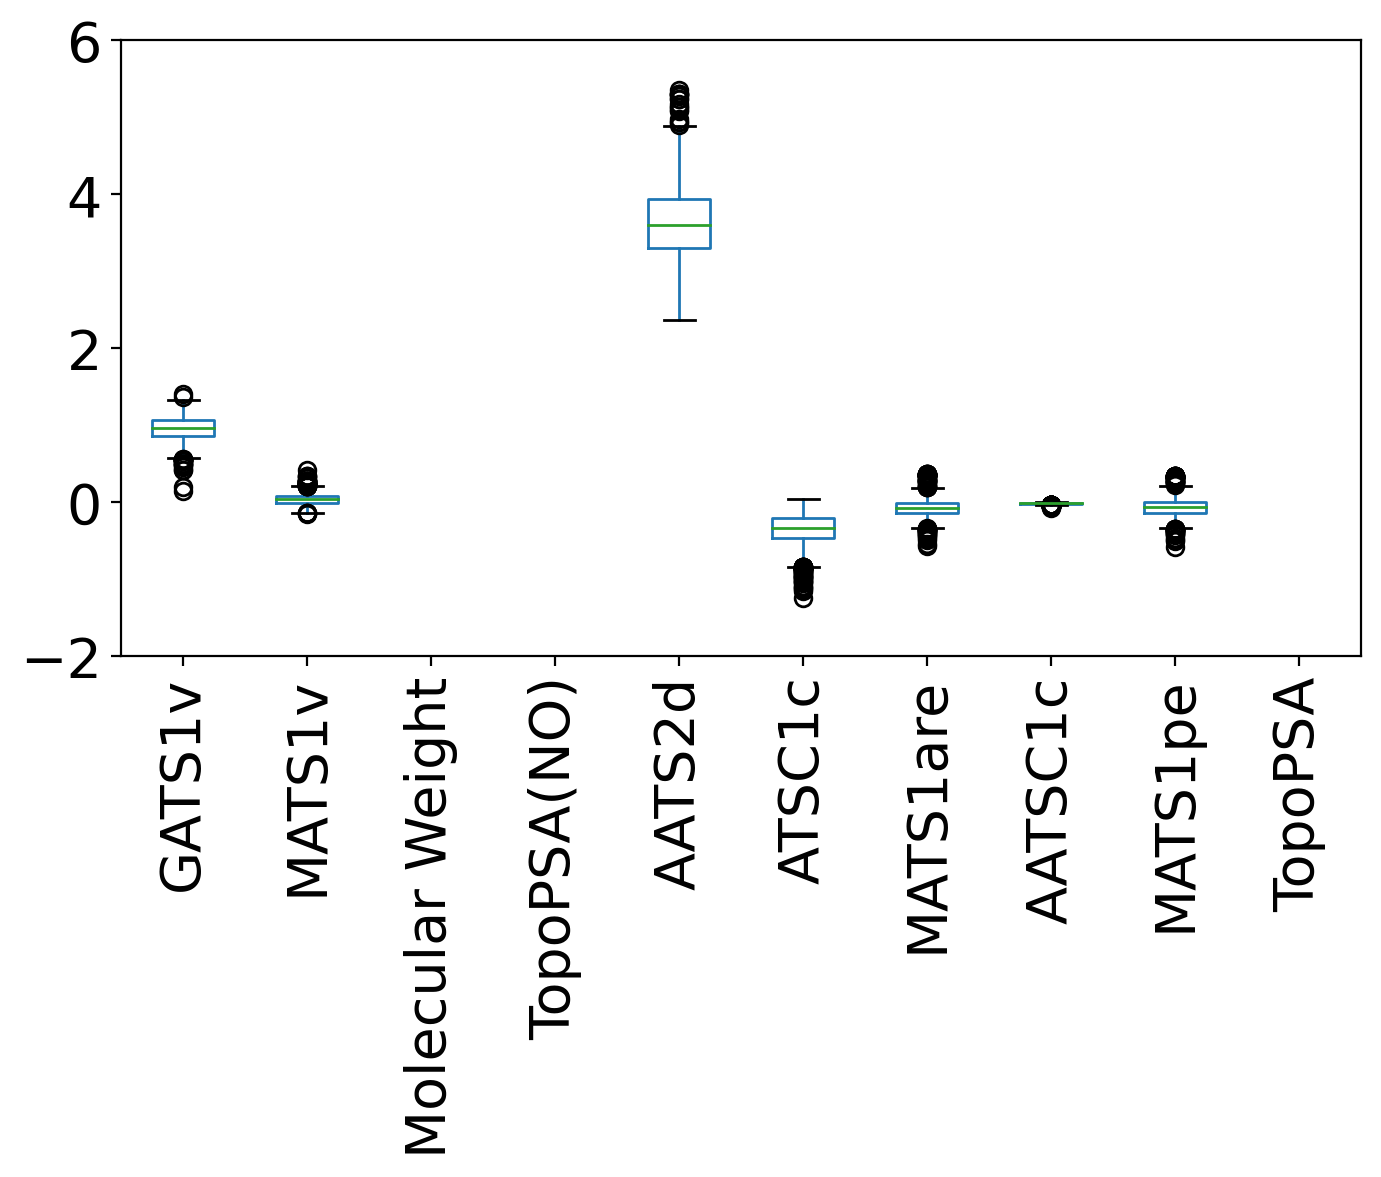 6
4
2
0
−2
GATS1v
MATS1v
Molecular Weight
TopoPSA(NO)
AATS2d
ATSC1c
MATS1are
AATSC1c
MATS1pe
TopoPSA